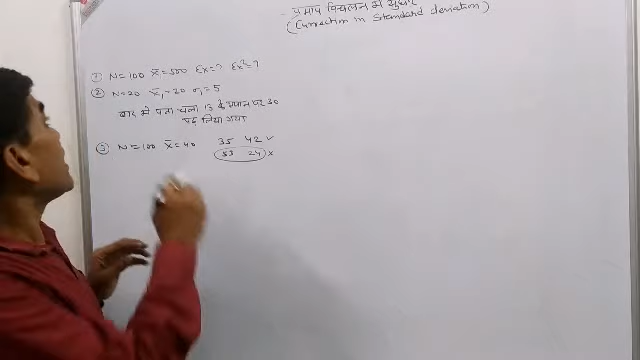 प्रमाप विचलन में सुधार
(Correction in Standard deviation)
① N=100 X̄=500 Σx=? Σx²=?
② N=20 X̄₁=20 σ₁=5
बाद में पता चला 13 के स्थान पर 30
पढ़ लिया गया
③ N=100 X̄=40 35 42 ✓
53 24 x